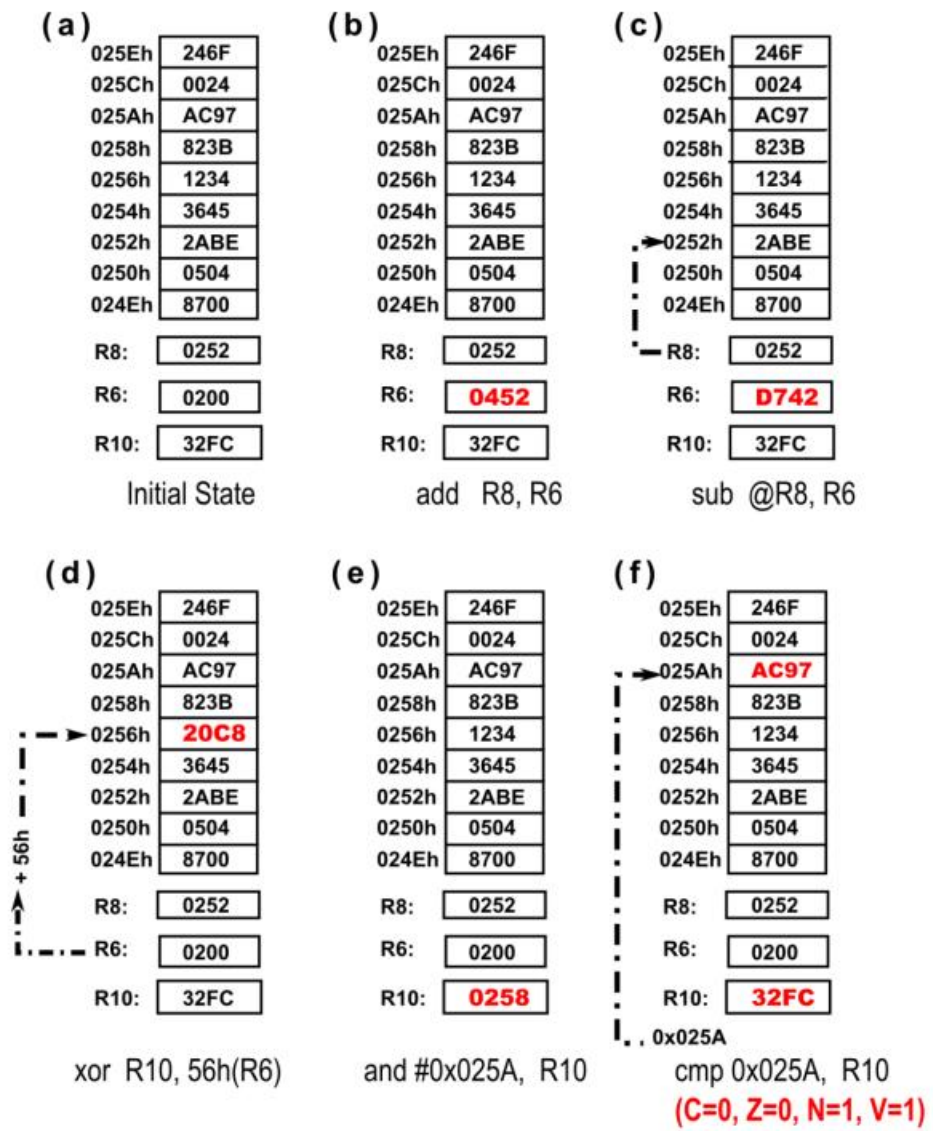 (a)
025Eh 246F
025Ch 0024
025Ah AC97
0258h 823B
0256h 1234
0254h 3645
0252h 2ABE
0250h 0504
024Eh 8700
R8: 0252
R6: 0200
R10: 32FC
Initial State
(b)
025Eh 246F
025Ch 0024
025Ah AC97
0258h 823B
0256h 1234
0254h 3645
0252h 2ABE
0250h 0504
024Eh 8700
R8: 0252
R6: 0452
R10: 32FC
add R8, R6
(c)
025Eh 246F
025Ch 0024
025Ah AC97
0258h 823B
0256h 1234
0254h 3645
0252h 2ABE
0250h 0504
024Eh 8700
R8: 0252
R6: D742
R10: 32FC
sub @R8, R6
(d)
025Eh 246F
025Ch 0024
025Ah AC97
0258h 823B
0256h 20C8
0254h 3645
0252h 2ABE
0250h 0504
024Eh 8700
+ 56h
R8: 0252
R6: 0200
R10: 32FC
xor R10, 56h(R6)
(e)
025Eh 246F
025Ch 0024
025Ah AC97
0258h 823B
0256h 1234
0254h 3645
0252h 2ABE
0250h 0504
024Eh 8700
R8: 0252
R6: 0200
R10: 0258
and #0x025A, R10
(f)
025Eh 246F
025Ch 0024
025Ah AC97
0258h 823B
0256h 1234
0254h 3645
0252h 2ABE
0250h 0504
024Eh 8700
R8: 0252
R6: 0200
R10: 32FC
0x025A
cmp 0x025A, R10
(C=0, Z=0, N=1, V=1)